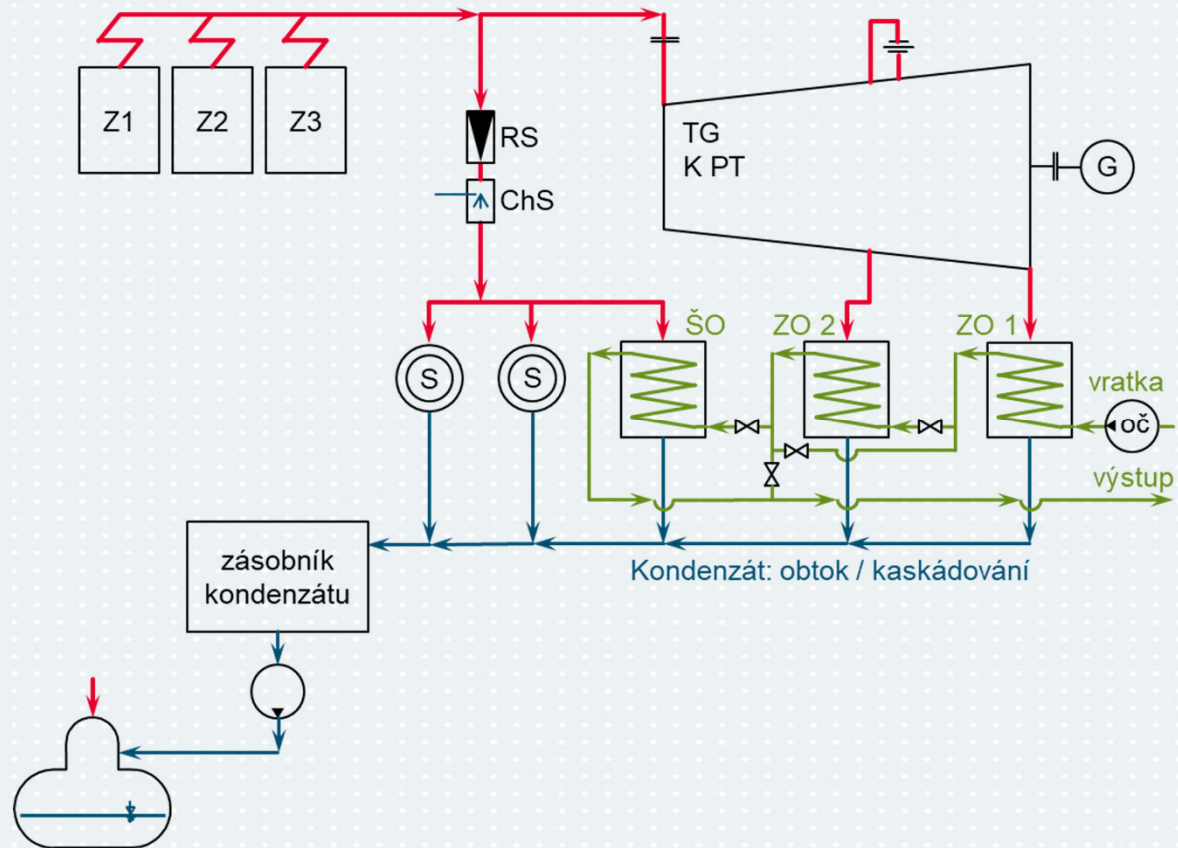 Z1
Z2
Z3
RS
ChS
TG
K PT
G
ŠO
ZO 2
ZO 1
S
S
vratka
oč
výstup
Kondenzát: obtok / kaskádování
zásobník
kondenzátu